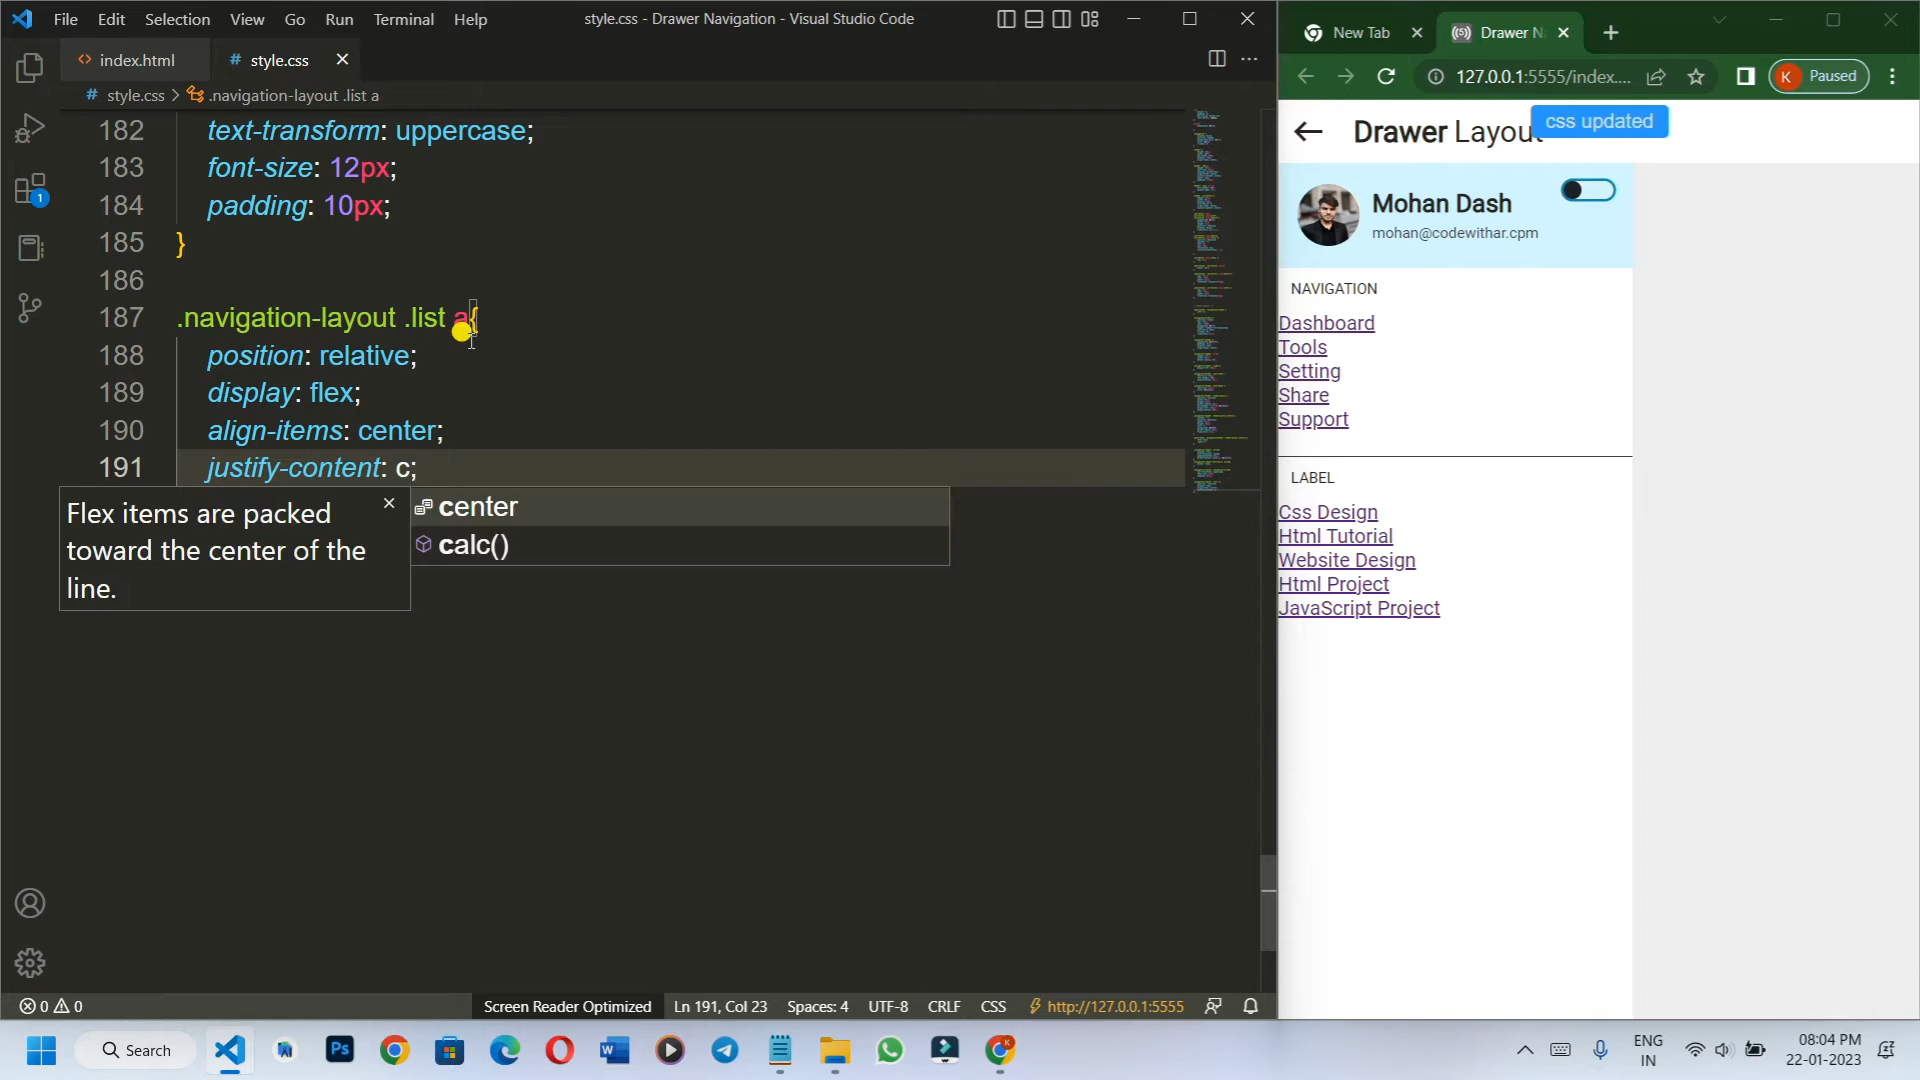 File Edit Selection View Go Run Terminal Help
style.css - Drawer Navigation - Visual Studio Code
index.html
# style.css
# style.css > .navigation-layout .list a
182 text-transform: uppercase;
183 font-size: 12px;
184 padding: 10px;
185 }
186
187 .navigation-layout .list a{
188 position: relative;
189 display: flex;
190 align-items: center;
191 justify-content: c;
Flex items are packed
toward the center of the
line.
center
calc()
1
0 0
Screen Reader Optimized
Ln 191, Col 23
Spaces: 4
UTF-8
CRLF
CSS
http://127.0.0.1:5555
New Tab
Drawer N
127.0.0.1:5555/index....
K Paused
css updated
Drawer Layout
Mohan Dash
mohan@codewithar.cpm
NAVIGATION
Dashboard
Tools
Setting
Share
Support
LABEL
Css Design
Html Tutorial
Website Design
Html Project
JavaScript Project
Search
Ps
K
ENG
IN
08:04 PM
22-01-2023